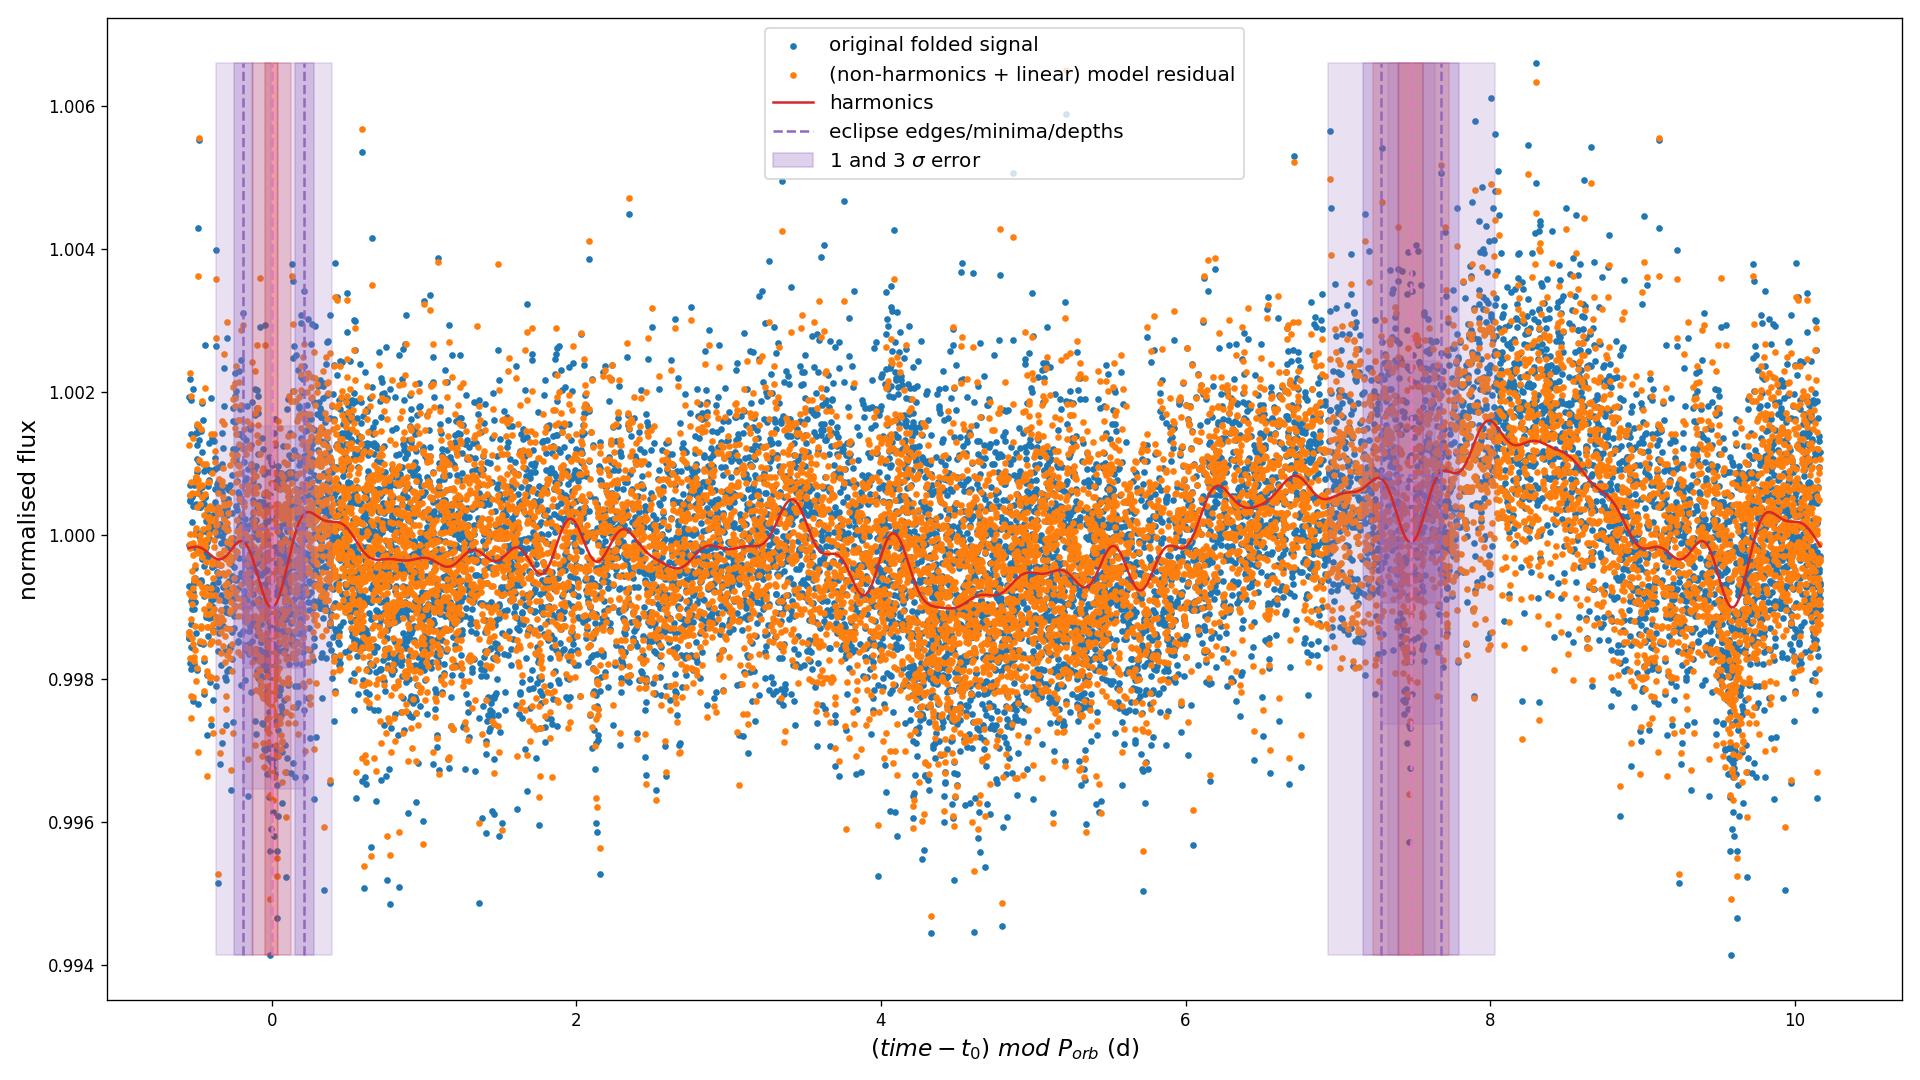 original folded signal
(non-harmonics + linear) model residual
harmonics
eclipse edges/minima/depths
1 and 3 σ error
normalised flux
1.006
1.004
1.002
1.000
0.998
0.996
0.994
0 2 4 6 8 10
(time − t₀) mod Pₒᵣᵦ (d)